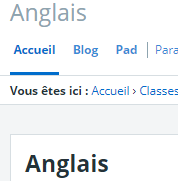 Anglais
Accueil Blog Pad | Para
Vous êtes ici : Accueil › Classes
Anglais